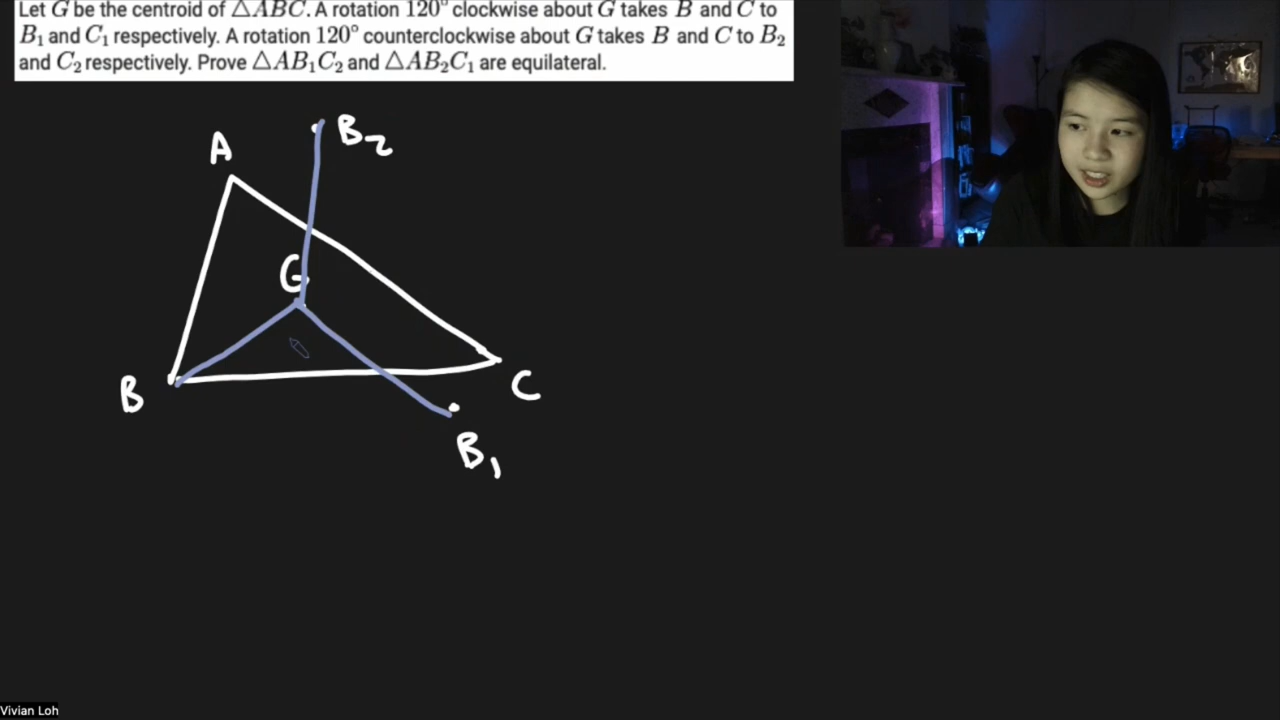 Let G be the centroid of △ABC. A rotation 120° clockwise about G takes B and C to
B₁ and C₁ respectively. A rotation 120° counterclockwise about G takes B and C to B₂
and C₂ respectively. Prove △AB₁C₂ and △AB₂C₁ are equilateral.
A
B₂
G
B
C
B₁
Vivian Loh